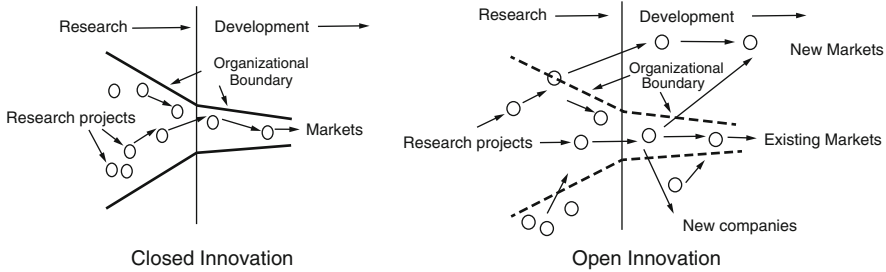 Research
Development
Organizational
Boundary
Research projects
Markets
Closed Innovation
Research
Development
New Markets
Organizational
Boundary
Research projects
Existing Markets
New companies
Open Innovation